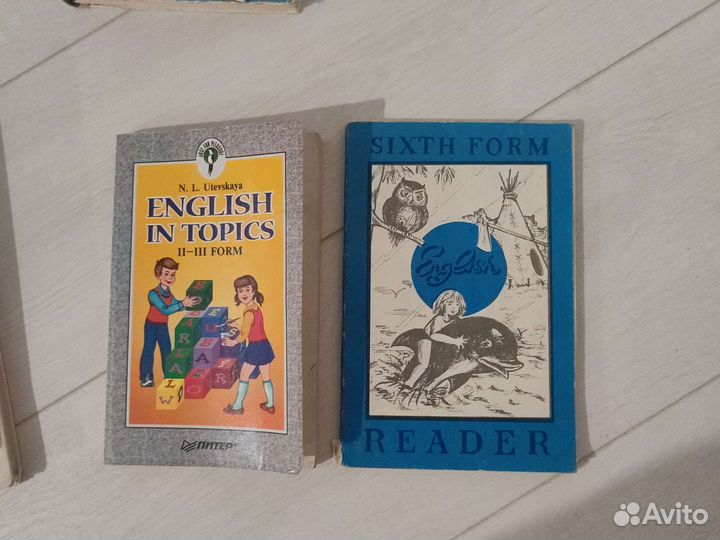 N. L. Utevskaya
ENGLISH
IN TOPICS
II–III FORM
ПИТЕР
SIXTH FORM
English
READER
Avito